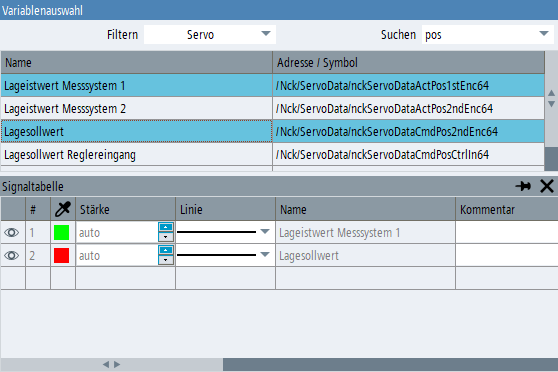 Variablenauswahl
Filtern Servo Suchen pos
Name Adresse / Symbol
Lageistwert Messsystem 1 /Nck/ServoData/nckServoDataActPos1stEnc64
Lageistwert Messsystem 2 /Nck/ServoData/nckServoDataActPos2ndEnc64
Lagesollwert /Nck/ServoData/nckServoDataCmdPos2ndEnc64
Lagesollwert Reglereingang /Nck/ServoData/nckServoDataCmdPosCtrlIn64
Signaltabelle
# Stärke Linie Name Kommentar
1 auto Lageistwert Messsystem 1
2 auto Lagesollwert